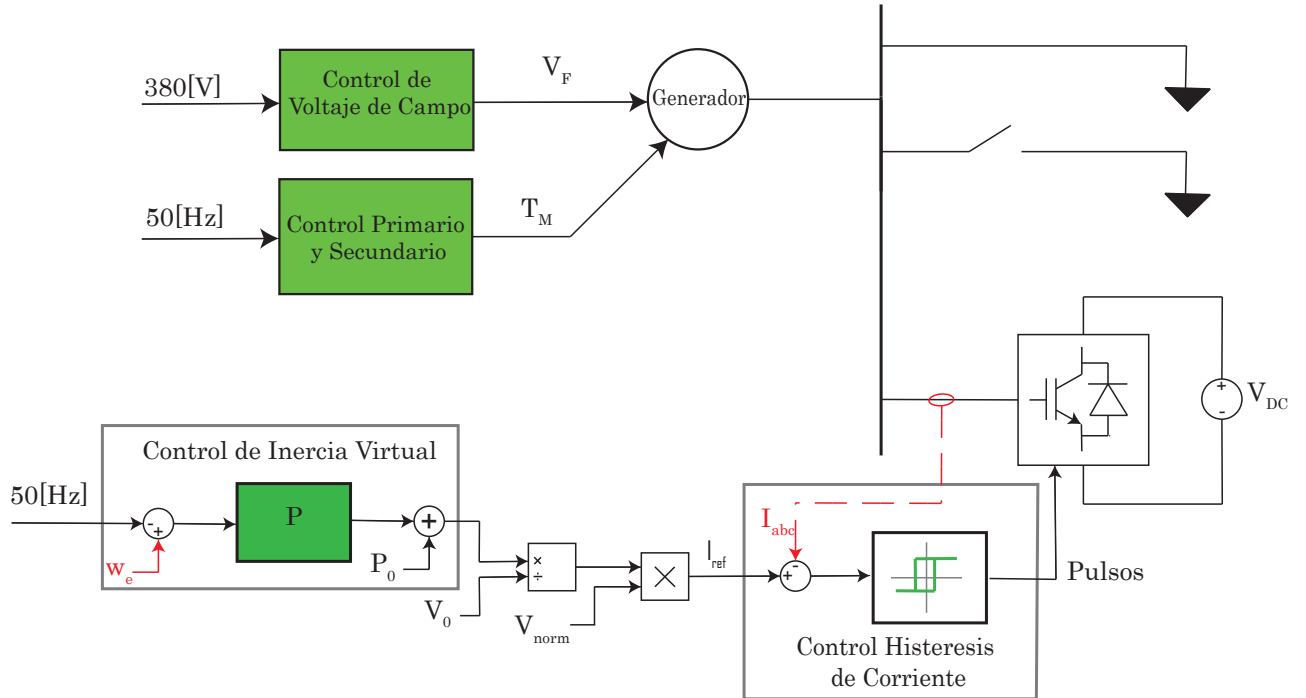 380[V]
Control de
Voltaje de Campo
V_F
Generador
50[Hz]
Control Primario
y Secundario
T_M
+
-
V_DC
Control de Inercia Virtual
50[Hz]
-
+
w_e
P
+
P_0
×
÷
V_0
V_norm
×
I_ref
I_abc
-
+
Pulsos
Control Histeresis
de Corriente